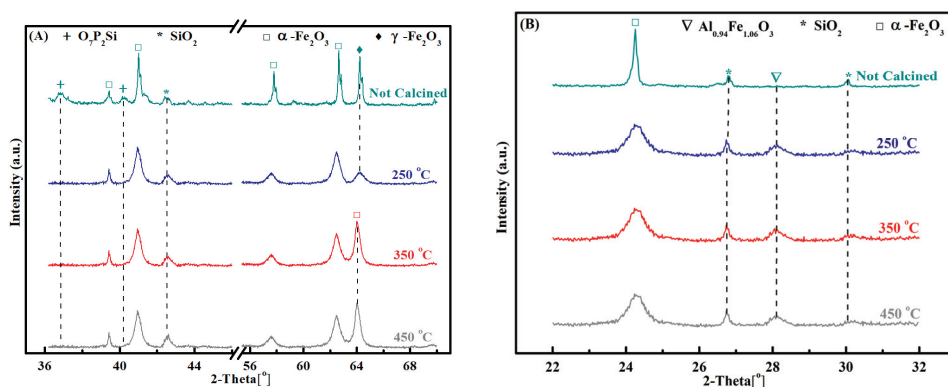 (A) + O₇P₂Si * SiO₂ □ α-Fe₂O₃ ♦ γ-Fe₂O₃
Not Calcined
250 °C
350 °C
450 °C
Intensity (a.u.)
36 40 44 56 60 64 68
2-Theta[°]
(B) ▽ Al₀.₉₄Fe₁.₀₆O * SiO₂ □ α-Fe₂O₃
Not Calcined
250 °C
350 °C
450 °C
Intensity (a.u.)
22 24 26 28 30 32
2-Theta[°]